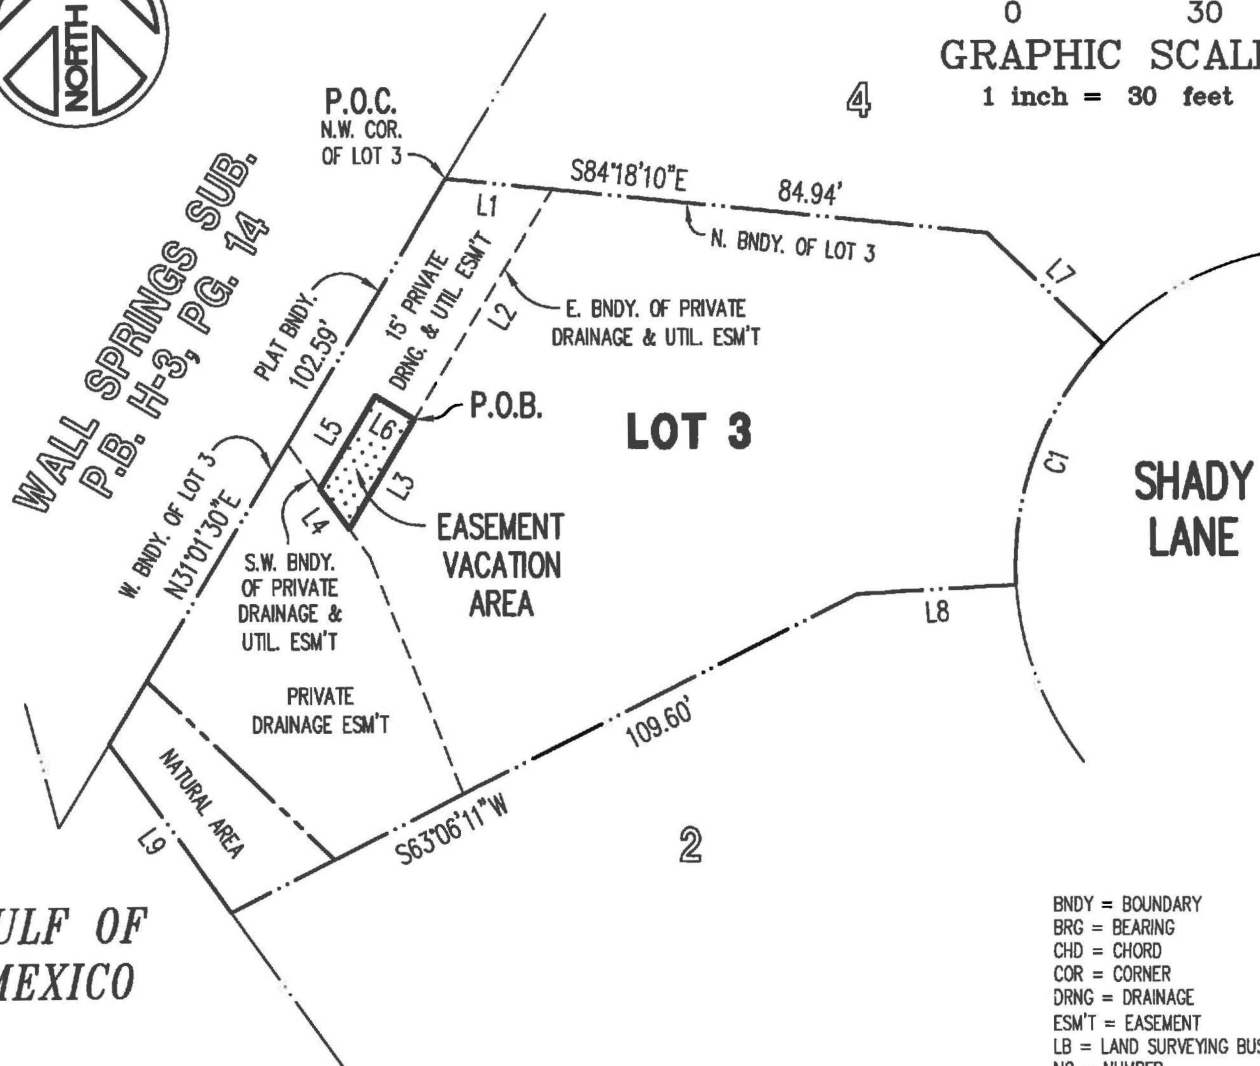 NORTH
0 30
GRAPHIC SCAL
1 inch = 30 feet
4
P.O.C.
N.W. COR.
OF LOT 3
S84°18'10"E
84.94'
L1
N. BNDY. OF LOT 3
L7
WALL SPRINGS SUB.
P.B. H-3, PG. 14
PLAT BNDY.
102.59'
15' PRIVATE
DRNG. & UTIL. ESM'T
L2
E. BNDY. OF PRIVATE
DRAINAGE & UTIL. ESM'T
P.O.B.
LOT 3
L5
L6
L3
L4
C1
SHADY
LANE
W. BNDY. OF LOT 3
N31°01'30"E
EASEMENT
VACATION
AREA
S.W. BNDY.
OF PRIVATE
DRAINAGE &
UTIL. ESM'T
L8
PRIVATE
DRAINAGE ESM'T
109.60'
NATURAL AREA
L9
S63°06'11"W
2
ULF OF
MEXICO
BNDY = BOUNDARY
BRG = BEARING
CHD = CHORD
COR = CORNER
DRNG = DRAINAGE
ESM'T = EASEMENT
LB = LAND SURVEYING BUS